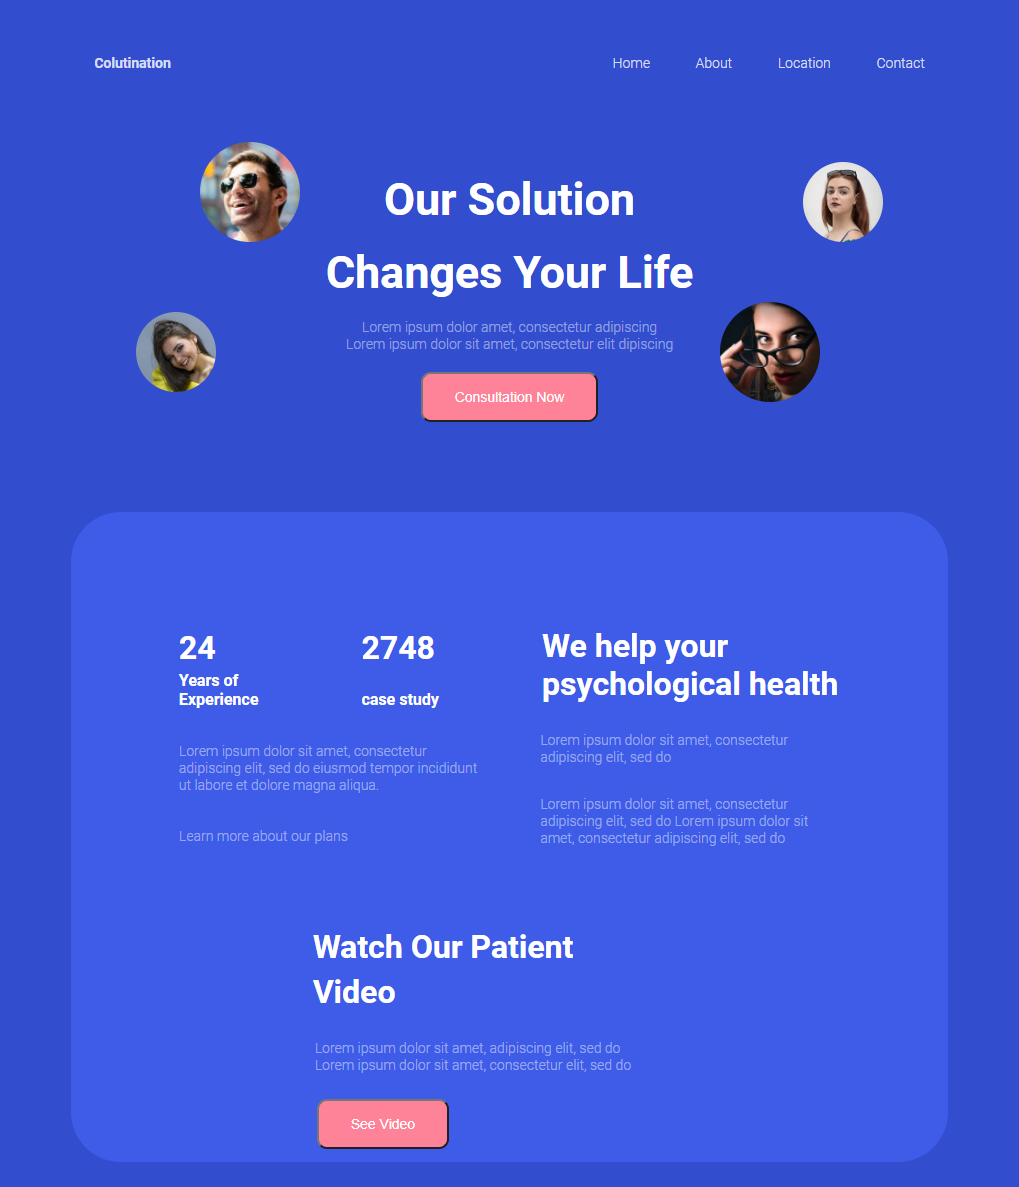 Colutination
Home About Location Contact
Our Solution
Changes Your Life
Lorem ipsum dolor amet, consectetur adipiscing
Lorem ipsum dolor sit amet, consectetur elit dipiscing
Consultation Now
24
Years of
Experience
2748
case study
Lorem ipsum dolor sit amet, consectetur
adipiscing elit, sed do eiusmod tempor incididunt
ut labore et dolore magna aliqua.
Learn more about our plans
We help your
psychological health
Lorem ipsum dolor sit amet, consectetur
adipiscing elit, sed do
Lorem ipsum dolor sit amet, consectetur
adipiscing elit, sed do Lorem ipsum dolor sit
amet, consectetur adipiscing elit, sed do
Watch Our Patient
Video
Lorem ipsum dolor sit amet, adipiscing elit, sed do
Lorem ipsum dolor sit amet, consectetur elit, sed do
See Video